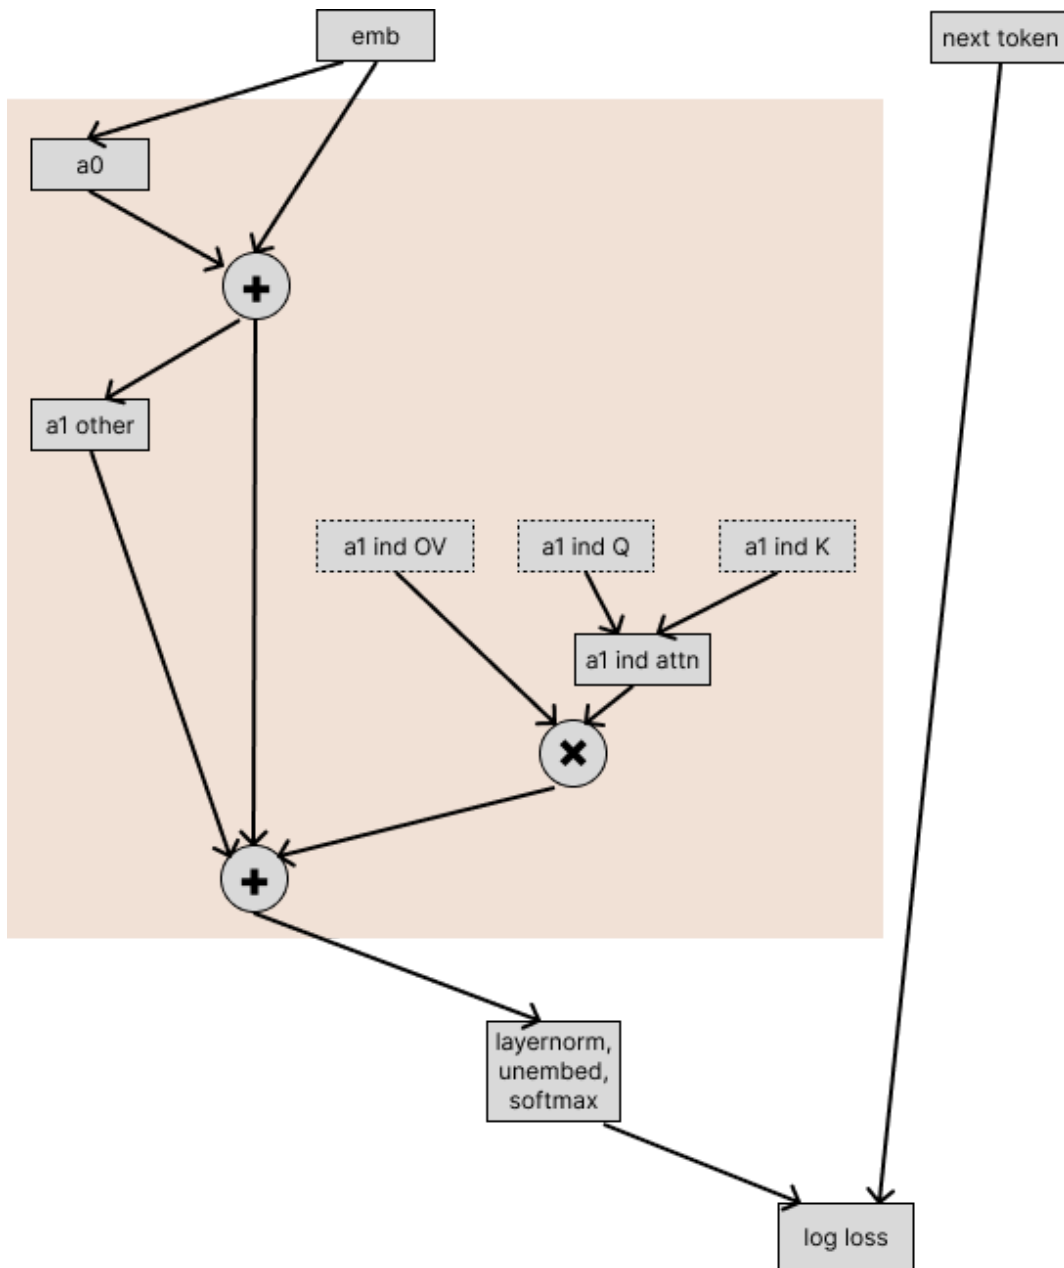 emb
next token
a0
+
a1 other
a1 ind OV
a1 ind Q
a1 ind K
a1 ind attn
×
+
layernorm,
unembed,
softmax
log loss